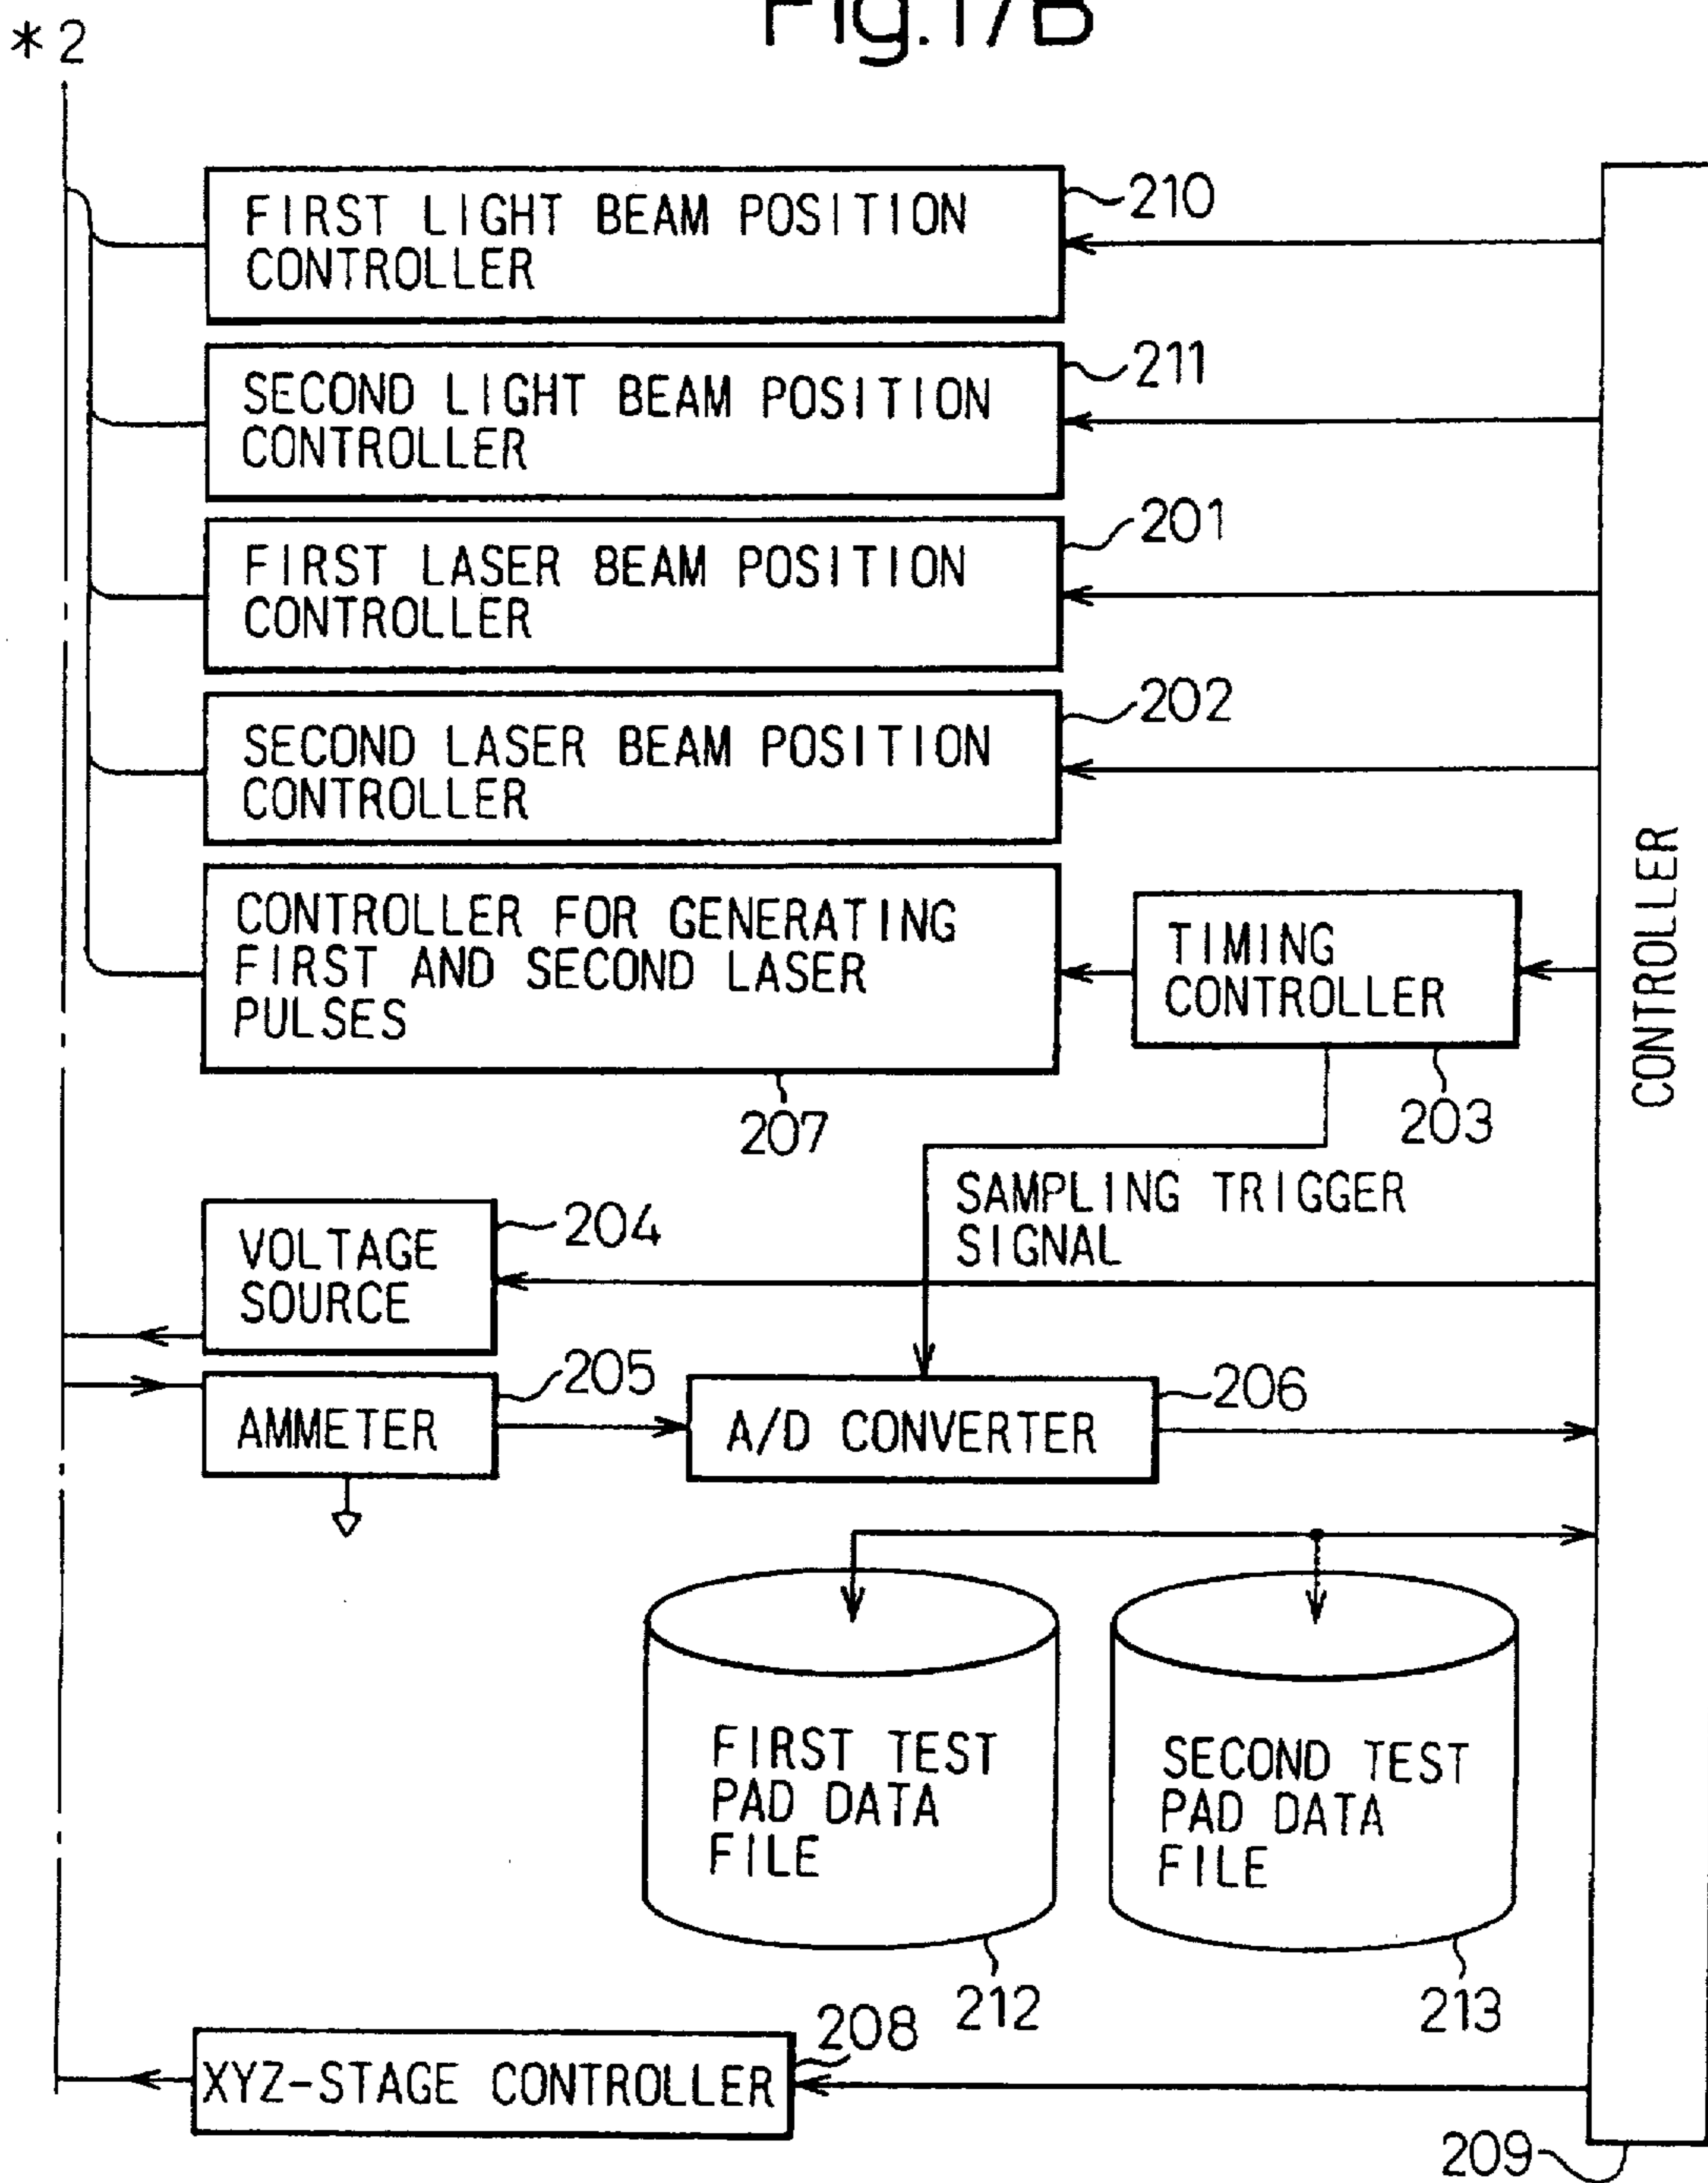 Fig.17B
*2
FIRST LIGHT BEAM POSITION
CONTROLLER
210
SECOND LIGHT BEAM POSITION
CONTROLLER
211
FIRST LASER BEAM POSITION
CONTROLLER
201
SECOND LASER BEAM POSITION
CONTROLLER
202
CONTROLLER FOR GENERATING
FIRST AND SECOND LASER
PULSES
207
TIMING
CONTROLLER
203
CONTROLLER
SAMPLING TRIGGER
SIGNAL
VOLTAGE
SOURCE
204
AMMETER
205
A/D CONVERTER
206
FIRST TEST
PAD DATA
FILE
212
SECOND TEST
PAD DATA
FILE
213
XYZ-STAGE CONTROLLER
208
209